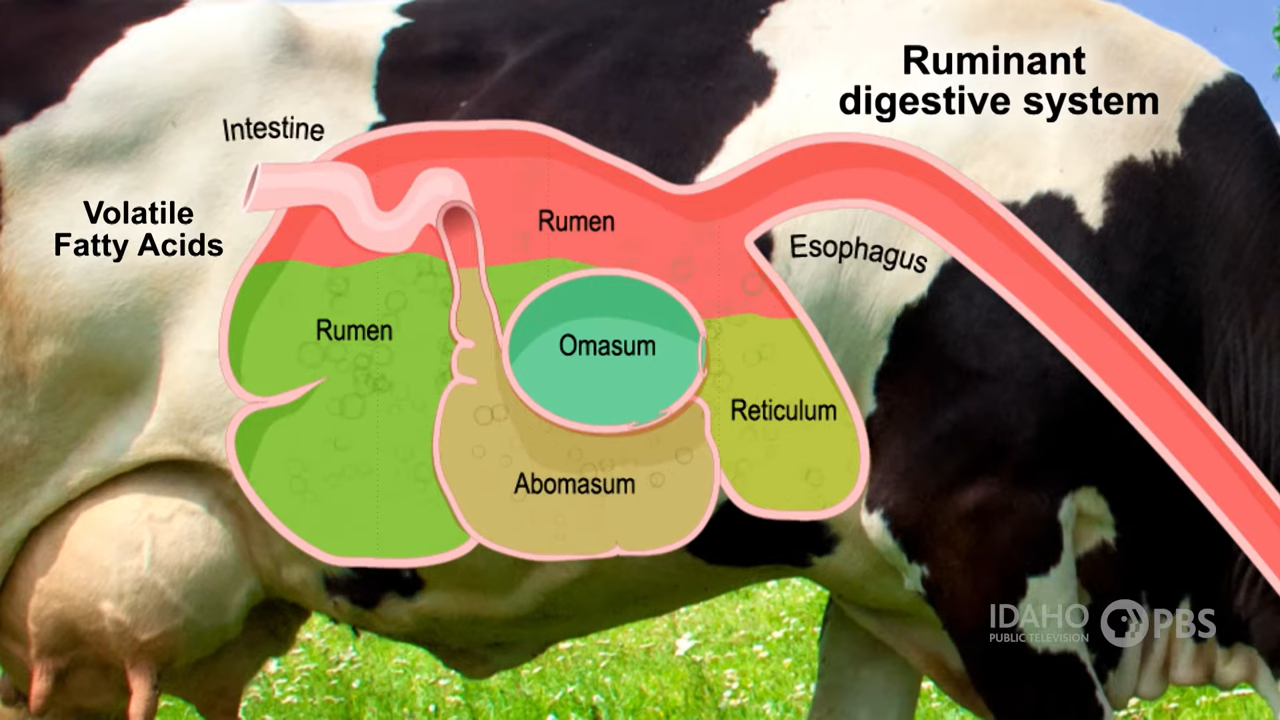 Ruminant
digestive system
Intestine
Volatile
Fatty Acids
Rumen
Esophagus
Rumen
Omasum
Reticulum
Abomasum
IDAHO
PUBLIC TELEVISION
PBS